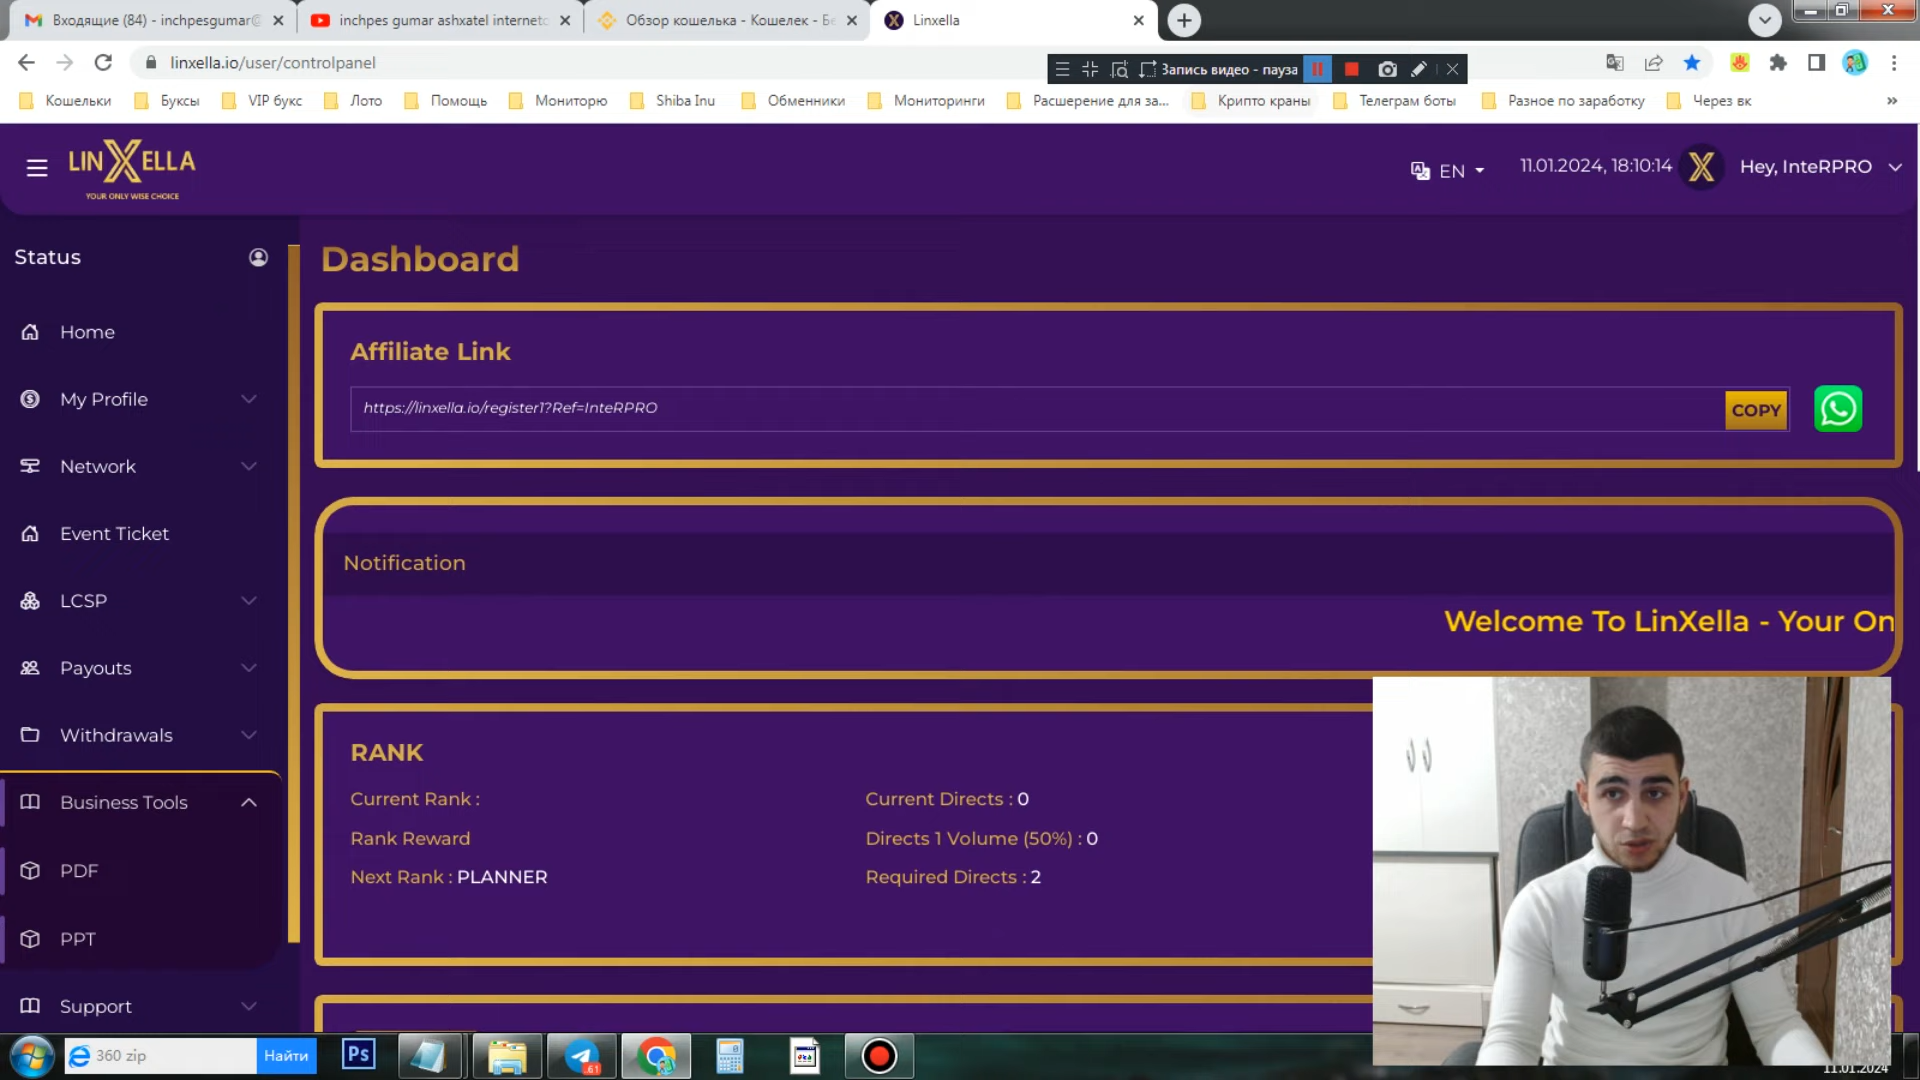 Входящие (84) - inchpesgumar@
inchpes gumar ashxatel interneto
Обзор кошелька - Кошелек - Би
Linxella
linxella.io/user/controlpanel
Запись видео - пауза
Кошельки
Буксы
VIP букс
Лото
Помощь
Мониторю
Shiba Inu
Обменники
Мониторинги
Расшерение для за...
Крипто краны
Телеграм боты
Разное по заработку
Через вк
»
LINXELLA
YOUR ONLY WISE CHOICE
EN
11.01.2024, 18:10:14
Hey, InteRPRO
Status
Home
My Profile
Network
Event Ticket
LCSP
Payouts
Withdrawals
Business Tools
PDF
PPT
Support
Dashboard
Affiliate Link
https://linxella.io/register1?Ref=InteRPRO
COPY
Notification
Welcome To LinXella - Your On
RANK
Current Rank :
Current Directs : 0
Rank Reward
Directs 1 Volume (50%) : 0
Next Rank : PLANNER
Required Directs : 2
360 zip
Найти
Ps
61
11.01.2024